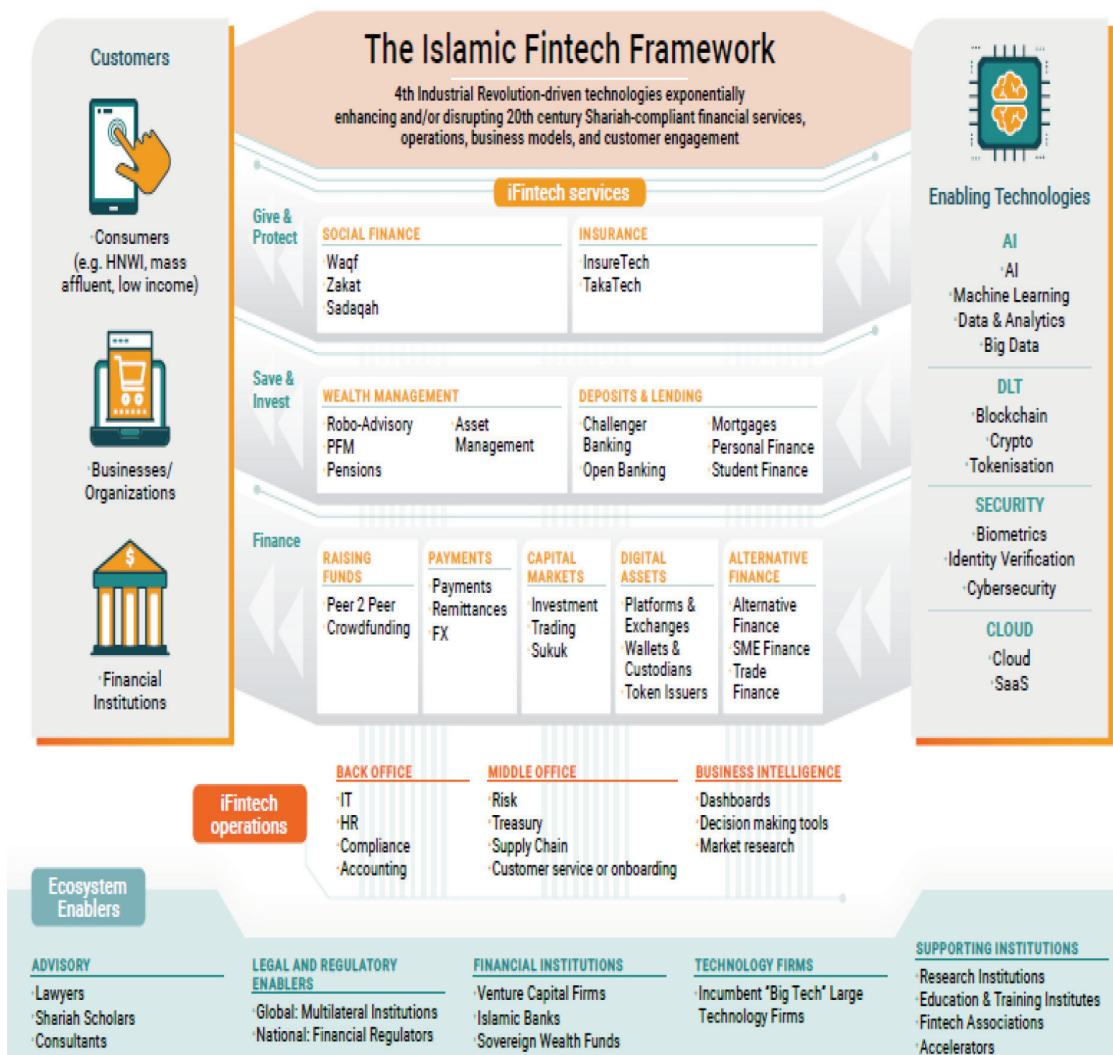 The Islamic Fintech Framework
4th Industrial Revolution-driven technologies exponentially
enhancing and/or disrupting 20th century Shariah-compliant financial services,
operations, business models, and customer engagement
Customers
·Consumers
(e.g. HNWI, mass
affluent, low income)
·Businesses/
Organizations
$
·Financial
Institutions
iFintech services
Give &
Protect
SOCIAL FINANCE
·Waqf
·Zakat
·Sadaqah
INSURANCE
·InsureTech
·TakaTech
Save &
Invest
WEALTH MANAGEMENT
·Robo-Advisory
·PFM
·Pensions
·Asset
Management
DEPOSITS & LENDING
·Challenger
Banking
·Open Banking
·Mortgages
·Personal Finance
·Student Finance
Finance
RAISING
FUNDS
·Peer 2 Peer
·Crowdfunding
PAYMENTS
·Payments
·Remittances
·FX
CAPITAL
MARKETS
·Investment
·Trading
·Sukuk
DIGITAL
ASSETS
·Platforms &
Exchanges
·Wallets &
Custodians
·Token Issuers
ALTERNATIVE
FINANCE
·Alternative
Finance
·SME Finance
·Trade
Finance
Enabling Technologies
AI
·AI
·Machine Learning
·Data & Analytics
·Big Data
DLT
·Blockchain
·Crypto
·Tokenisation
SECURITY
·Biometrics
·Identity Verification
·Cybersecurity
CLOUD
·Cloud
·SaaS
iFintech
operations
BACK OFFICE
·IT
·HR
·Compliance
·Accounting
MIDDLE OFFICE
·Risk
·Treasury
·Supply Chain
·Customer service or onboarding
BUSINESS INTELLIGENCE
·Dashboards
·Decision making tools
·Market research
Ecosystem
Enablers
ADVISORY
·Lawyers
·Shariah Scholars
·Consultants
LEGAL AND REGULATORY
ENABLERS
·Global: Multilateral Institutions
·National: Financial Regulators
FINANCIAL INSTITUTIONS
·Venture Capital Firms
·Islamic Banks
·Sovereign Wealth Funds
TECHNOLOGY FIRMS
·Incumbent "Big Tech" Large
Technology Firms
SUPPORTING INSTITUTIONS
·Research Institutions
·Education & Training Institutes
·Fintech Associations
·Accelerators